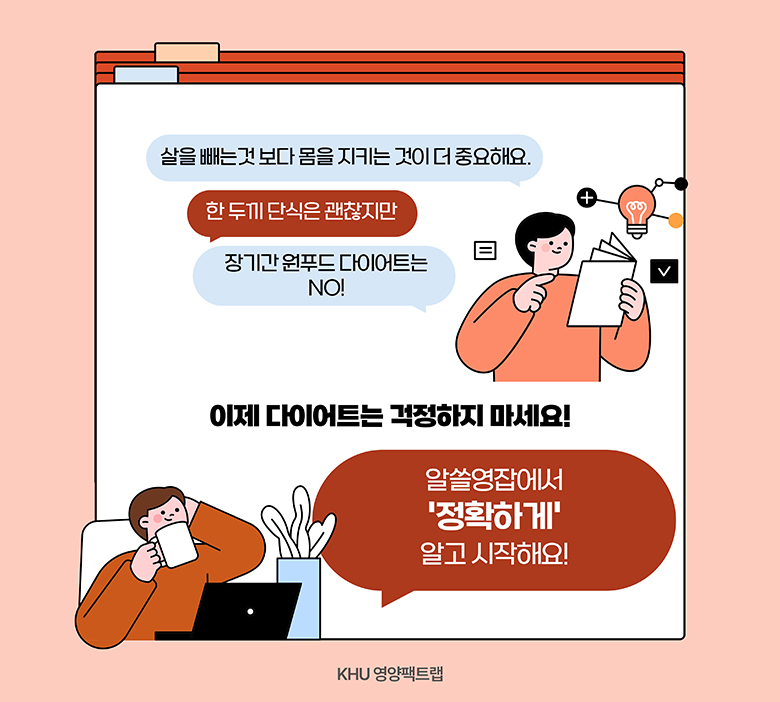 살을 빼는것 보다 몸을 지키는 것이 더 중요해요.
한 두끼 단식은 괜찮지만
장기간 원푸드 다이어트는
NO!
이제 다이어트는 걱정하지 마세요!
알쓸영잡에서
'정확하게'
알고 시작해요!
KHU 영양팩트랩